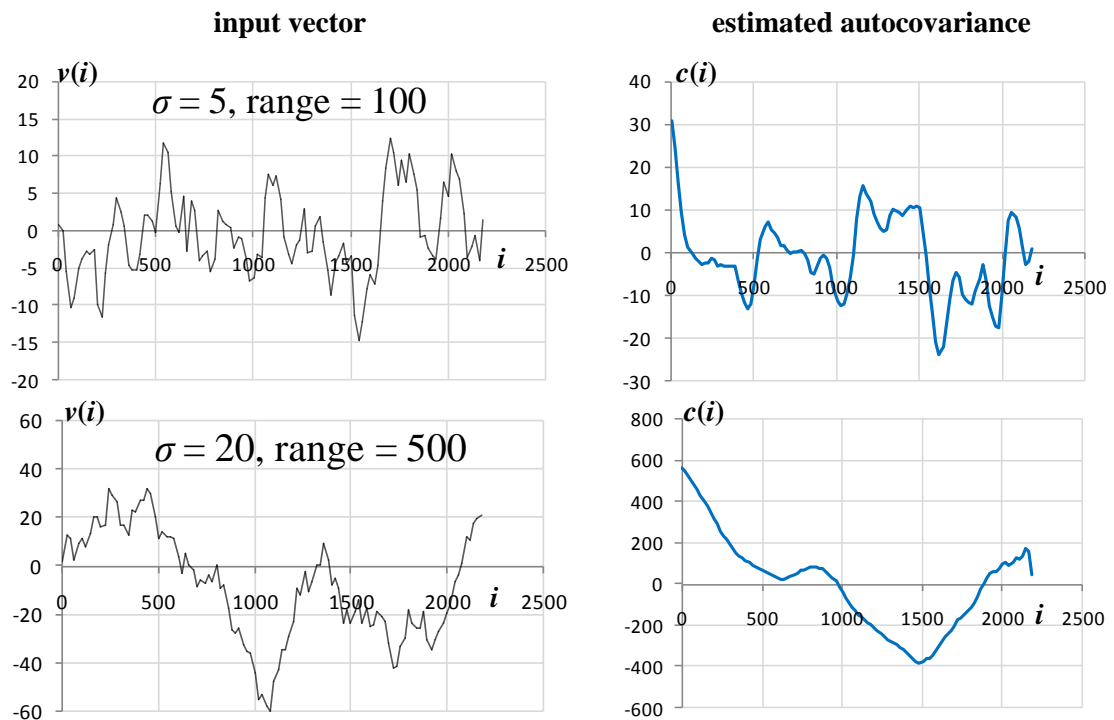 input vector
estimated autocovariance
v(i)
σ = 5, range = 100
20
15
10
5
0
-5
-10
-15
-20
0 500 1000 1500 2000 2500
i
c(i)
40
30
20
10
0
-10
-20
-30
0 500 1000 1500 2000 2500
i
v(i)
σ = 20, range = 500
60
40
20
0
-20
-40
-60
0 500 1000 1500 2000 2500
i
c(i)
800
600
400
200
0
-200
-400
-600
0 500 1000 1500 2000 2500
i